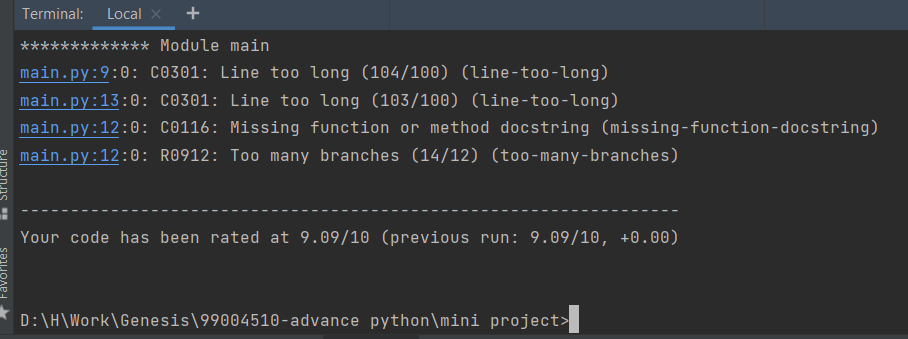 Terminal: Local × +
************* Module main
main.py:9:0: C0301: Line too long (104/100) (line-too-long)
main.py:13:0: C0301: Line too long (103/100) (line-too-long)
main.py:12:0: C0116: Missing function or method docstring (missing-function-docstring)
main.py:12:0: R0912: Too many branches (14/12) (too-many-branches)
------------------------------------------------------------------
Your code has been rated at 9.09/10 (previous run: 9.09/10, +0.00)
D:\H\Work\Genesis\99004510-advance python\mini project>
Structure
Favorites